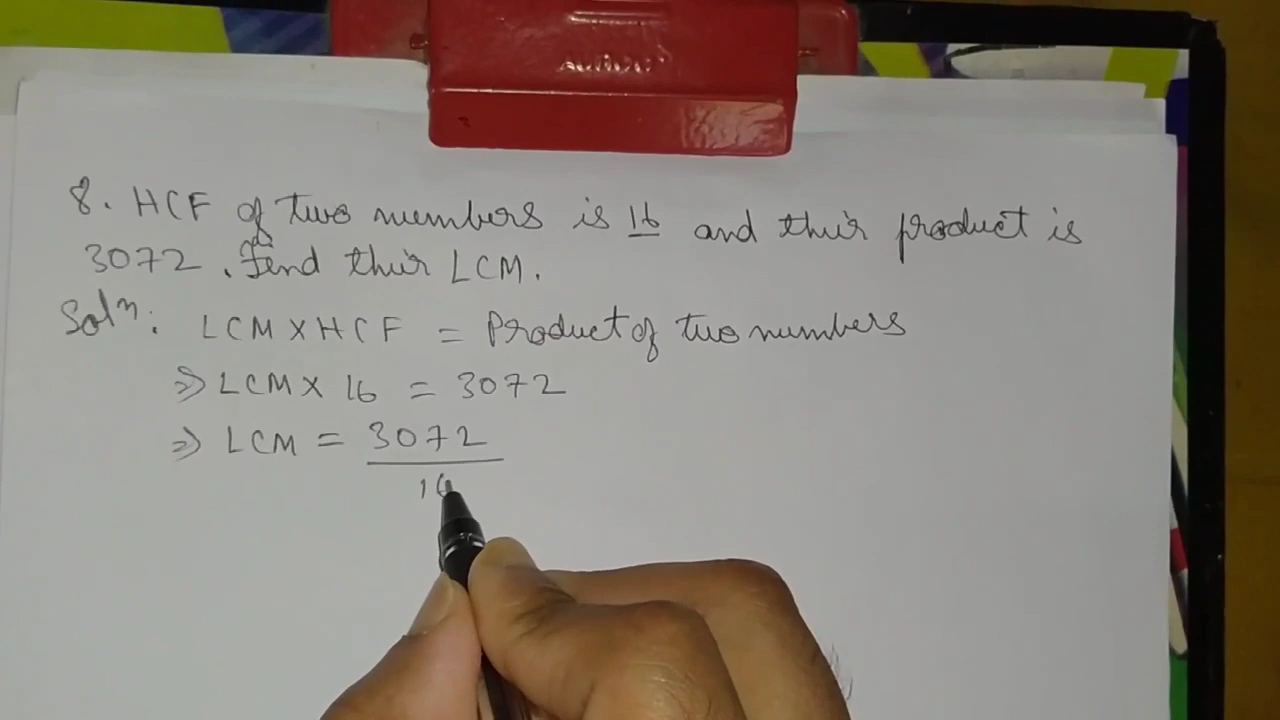 8. HCF of two numbers is 16 and their product is
3072. Find their LCM.
Solⁿ: LCM X HCF = Product of two numbers
⇒ LCM X 16 = 3072
⇒ LCM = 3072
16